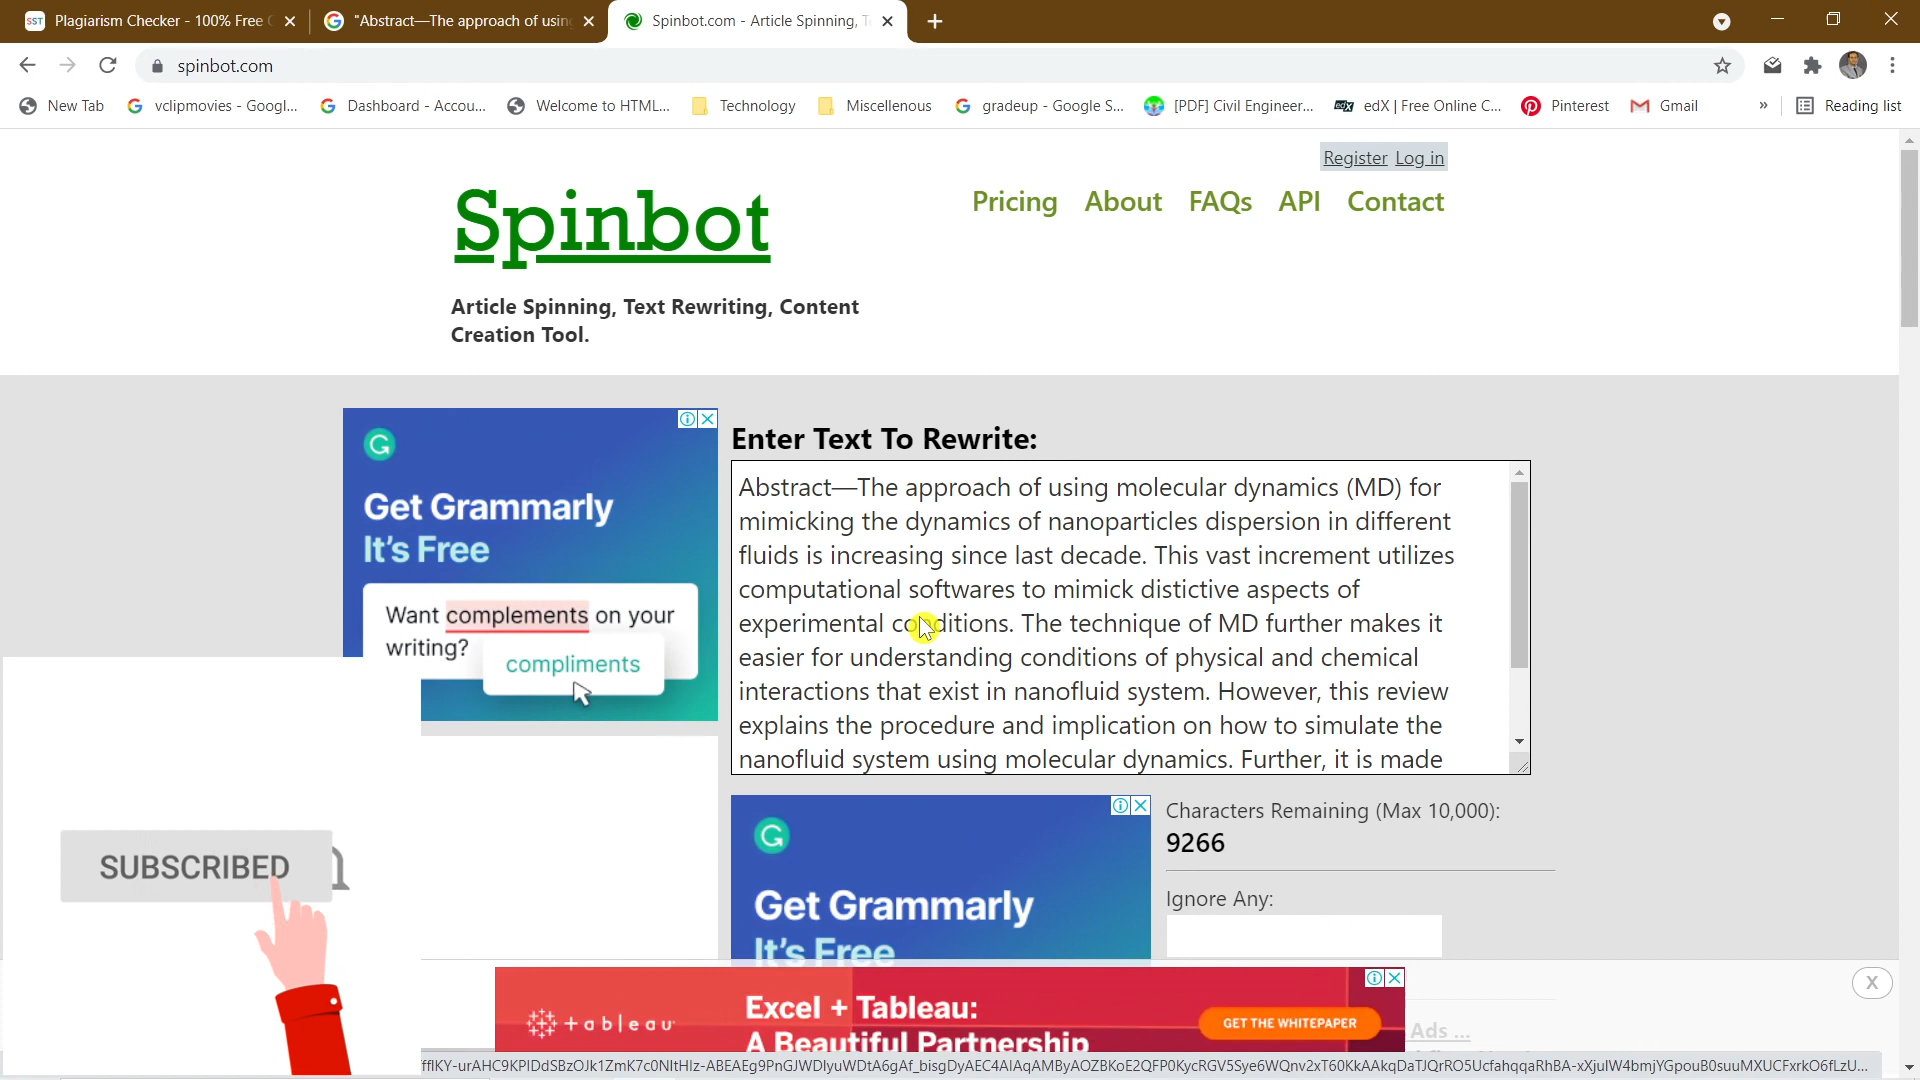 SST Plagiarism Checker - 100% Free
"Abstract—The approach of using
Spinbot.com - Article Spinning, T
spinbot.com
New Tab
vclipmovies - Googl...
Dashboard - Accou...
Welcome to HTML...
Technology
Miscellenous
gradeup - Google S...
[PDF] Civil Engineer...
edX | Free Online C...
Pinterest
Gmail
»
Reading list
Register Log in
Spinbot
Pricing About FAQs API Contact
Article Spinning, Text Rewriting, Content
Creation Tool.
Get Grammarly
It's Free
Want complements on your
writing?
compliments
Enter Text To Rewrite:
Abstract—The approach of using molecular dynamics (MD) for
mimicking the dynamics of nanoparticles dispersion in different
fluids is increasing since last decade. This vast increment utilizes
computational softwares to mimick distictive aspects of
experimental conditions. The technique of MD further makes it
easier for understanding conditions of physical and chemical
interactions that exist in nanofluid system. However, this review
explains the procedure and implication on how to simulate the
nanofluid system using molecular dynamics. Further, it is made
Get Grammarly
It's Free
Characters Remaining (Max 10,000):
9266
Ignore Any:
SUBSCRIBED
+ a b l e a u
Excel + Tableau:
A Beautiful Partnership
GET THE WHITEPAPER
Ads ...
X